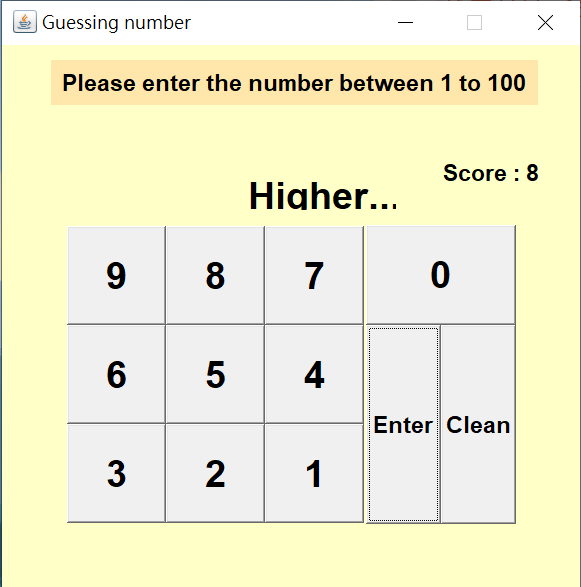 Guessing number
Please enter the number between 1 to 100
Score : 8
Higher...
9 8 7 0
6 5 4
Enter Clean
3 2 1